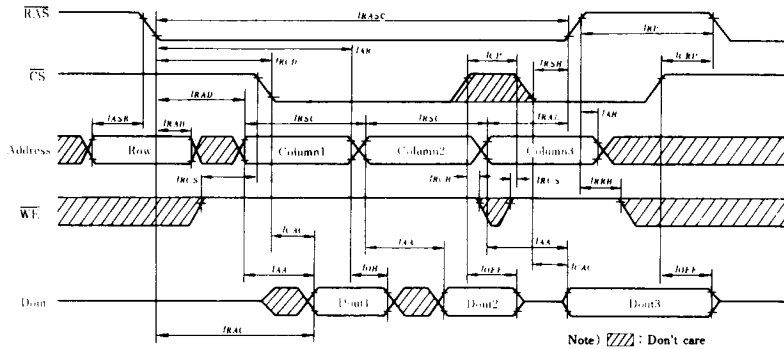 RAS
tRASC
tRP
tAR
tRCD
tCP
tRSH
tCRP
CS
tRAD
tASR
tRAH
tRSC
tRSC
tRAL
tAH
Address
Row
Column1
Column2
Column3
tRCS
tRCH
tRCS
tRRH
WE
tCAC
tAA
tAA
tAA
tOH
tOFF
tCAC
tOFF
Dout
Dout1
Dout2
Dout3
tRAC
Note) : Don't care